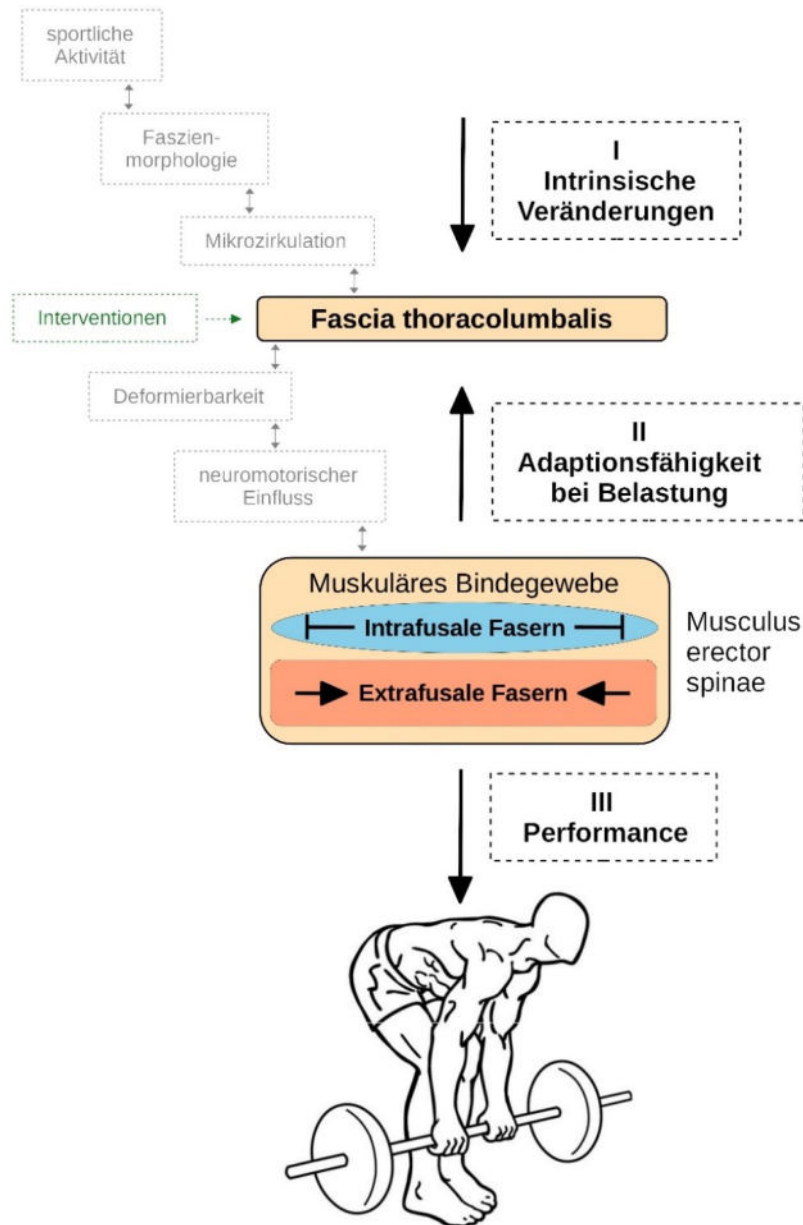 sportliche
Aktivität
Faszien-
morphologie
I
Intrinsische
Veränderungen
Mikrozirkulation
Interventionen
Fascia thoracolumbalis
Deformierbarkeit
II
Adaptionsfähigkeit
bei Belastung
neuromotorischer
Einfluss
Muskuläres Bindegewebe
Intrafusale Fasern
Extrafusale Fasern
Musculus
erector
spinae
III
Performance